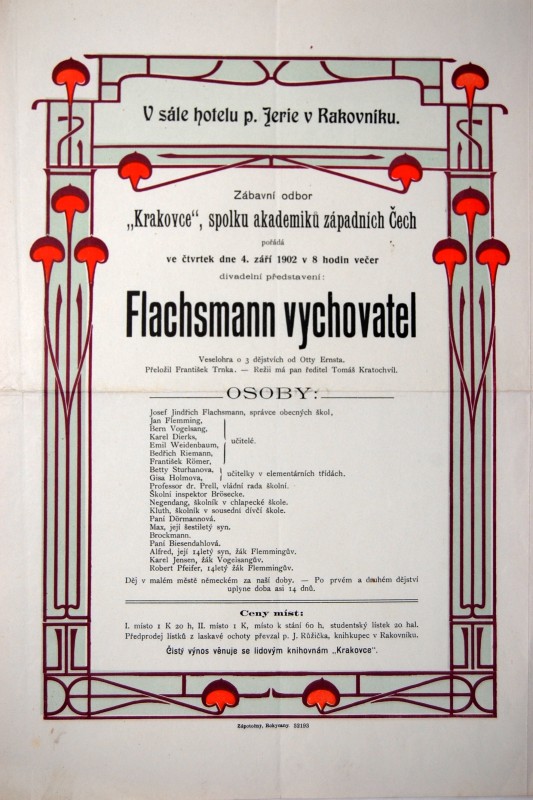 V sále hotelu p. Jerie v Rakovníku.
Zábavní odbor
„Krakovce“, spolku akademiků západních Čech
pořádá
ve čtvrtek dne 4. září 1902 v 8 hodin večer
divadelní představení:
Flachsmann vychovatel
Veselohra o 3 dějstvích od Otty Ernsta.
Přeložil František Trnka. — Režii má pan ředitel Tomáš Kratochvíl.
OSOBY:
Josef Jindřich Flachsmann, správce obecných škol,
Jan Flemming,
Bern Vogelsang,
Karel Dierks,
Emil Weidenbaum,
Bedřich Riemann,
František Römer,
učitelé.
Betty Sturhanova,
Gisa Holmova,
učitelky v elementárních třídách.
Professor dr. Prell, vládní rada školní.
Školní inspektor Brösecke.
Negendang, školník v chlapecké škole.
Kluth, školník v sousední dívčí škole.
Paní Dörmannová.
Max, její šestiletý syn.
Brockmann.
Paní Biesendahlová.
Alfred, její 14letý syn, žák Flemmingův.
Karel Jensen, žák Vogelsangův.
Robert Pfeifer, 14letý žák Flemmingův.
Děj v malém městě německém za naší doby. — Po prvém a druhém dějství
uplyne doba asi 14 dnů.
Ceny míst:
I. místo 1 K 20 h, II. místo 1 K, místo k stání 60 h, studentský lístek 20 hal.
Předprodej lístků z laskavé ochoty převzal p. J. Růžička, knihkupec v Rakovníku.
Čistý výnos věnuje se lidovým knihovnám „Krakovce“.
Zápotočný, Rokycany. 52193